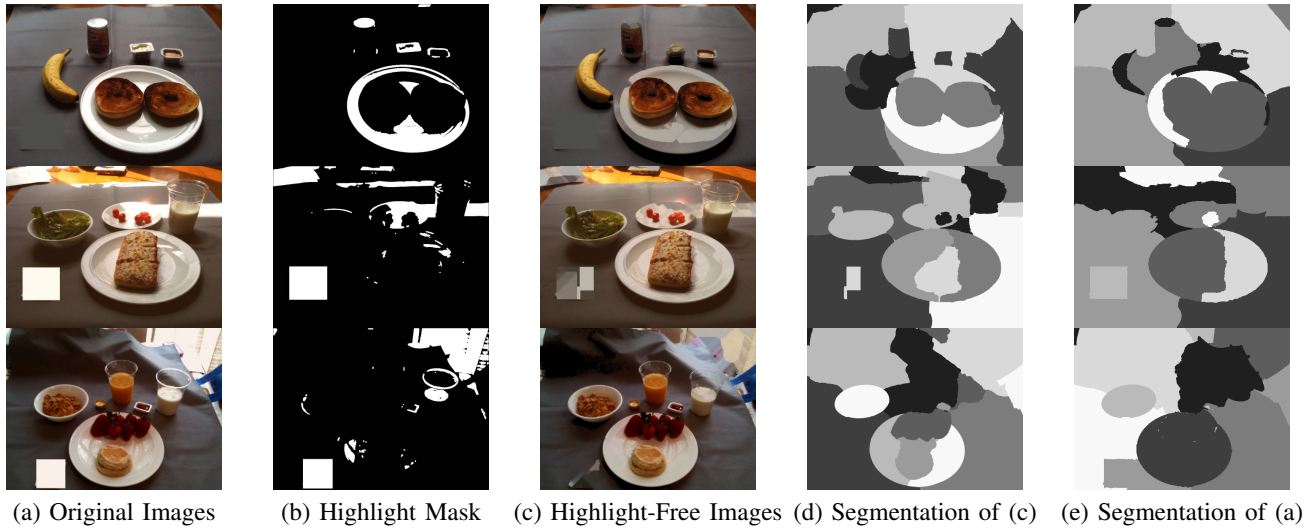 (a) Original Images (b) Highlight Mask (c) Highlight-Free Images (d) Segmentation of (c) (e) Segmentation of (a)